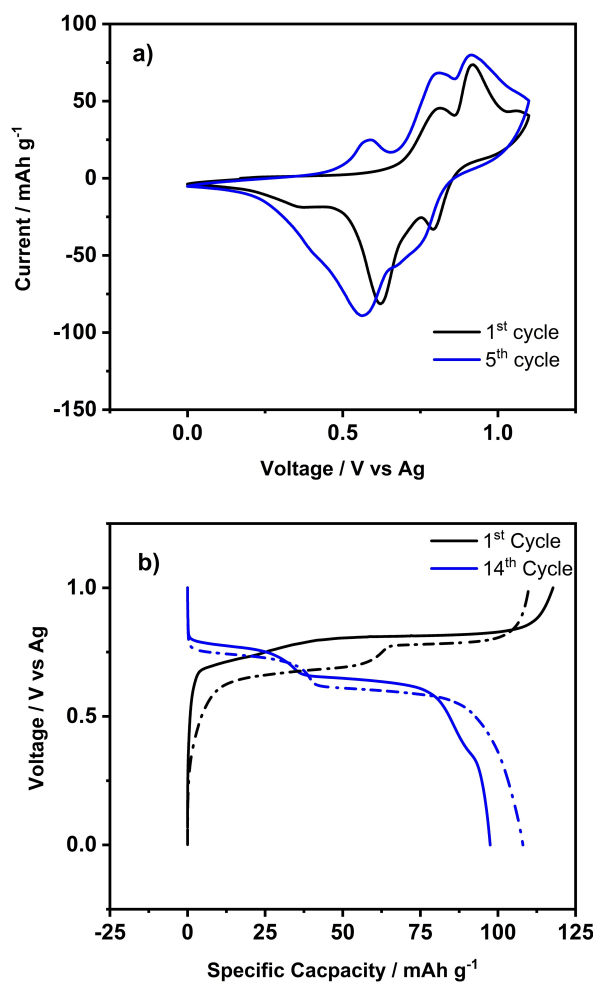 a)
100
50
0
-50
-100
-150
Current / mAh g⁻¹
1ˢᵗ cycle
5ᵗʰ cycle
0.0 0.5 1.0
Voltage / V vs Ag
b)
1ˢᵗ Cycle
14ᵗʰ Cycle
1.0
0.5
0.0
Voltage / V vs Ag
-25 0 25 50 75 100 125
Specific Cacpacity / mAh g⁻¹